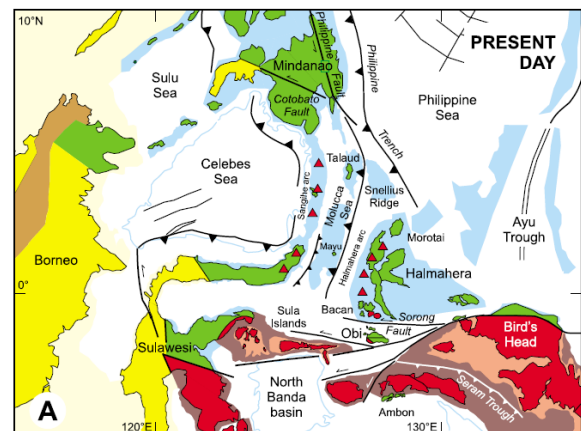 10°N
PRESENT
DAY
Sulu
Sea
Mindanao
Philippine
Fault
Philippine
Trench
Cotobato
Fault
Philippine
Sea
Celebes
Sea
Talaud
Sangihe arc
Molucca
Sea
Snellius
Ridge
Ayu
Trough
Morotai
Mayu
Halmahera arc
Halmahera
Borneo
0°
Bacan
Sorong
Fault
Sula
Islands
Obi
Bird's
Head
Sulawesi
North
Banda
basin
Seram Trough
Ambon
A
120°E
130°E